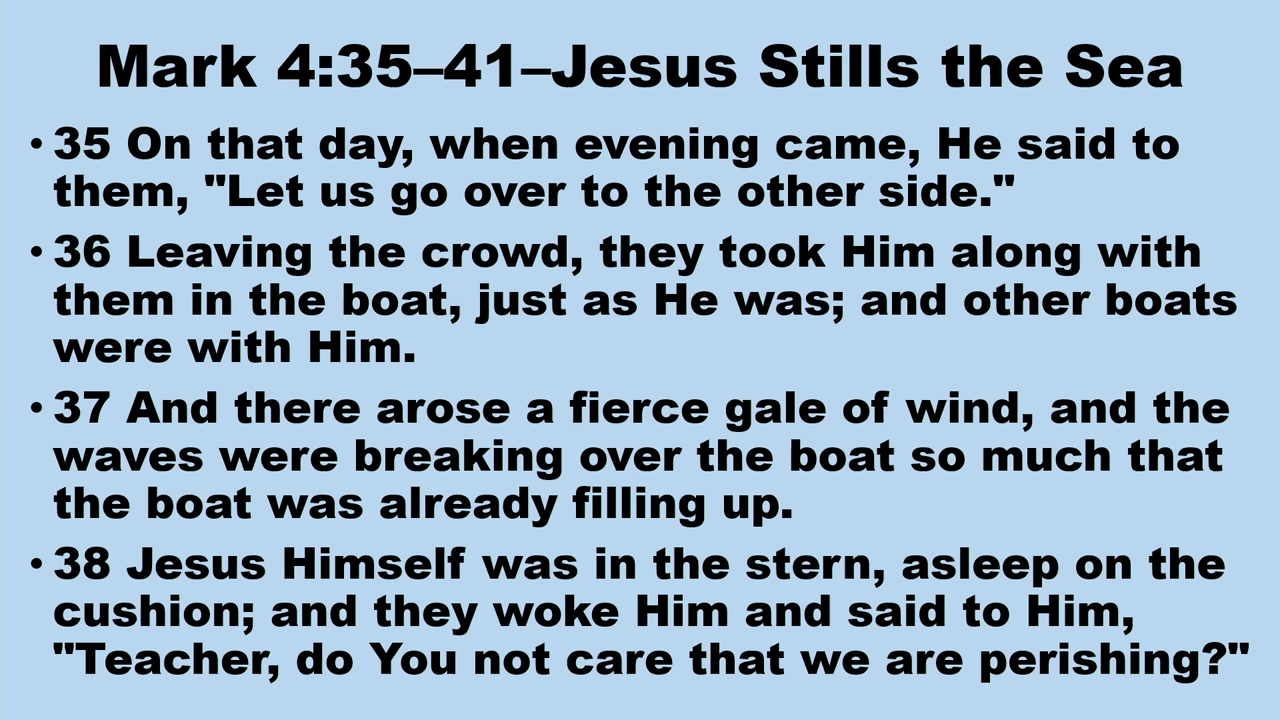 Mark 4:35–41–Jesus Stills the Sea
• 35 On that day, when evening came, He said to
them, "Let us go over to the other side."
• 36 Leaving the crowd, they took Him along with
them in the boat, just as He was; and other boats
were with Him.
• 37 And there arose a fierce gale of wind, and the
waves were breaking over the boat so much that
the boat was already filling up.
• 38 Jesus Himself was in the stern, asleep on the
cushion; and they woke Him and said to Him,
"Teacher, do You not care that we are perishing?"